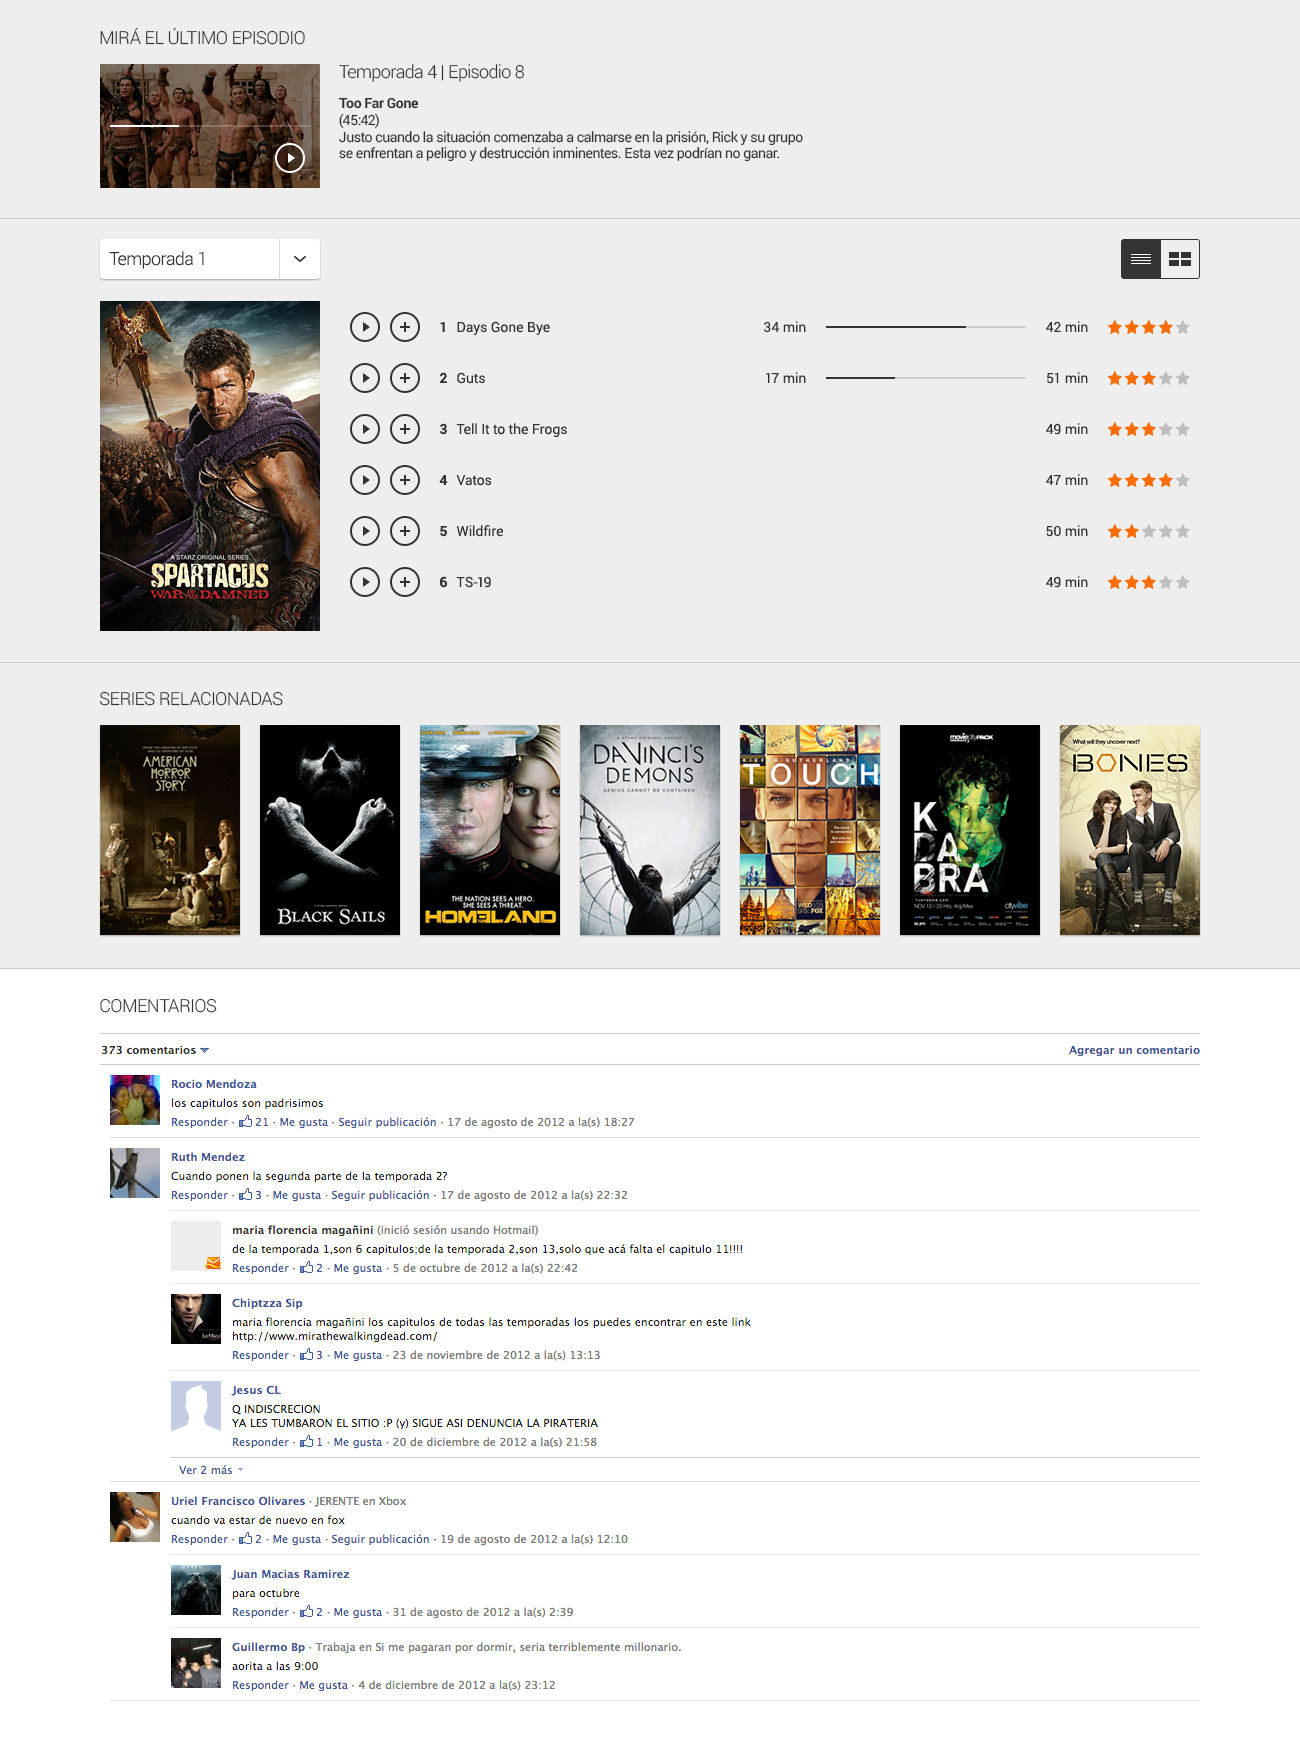 MIRÁ EL ÚLTIMO EPISODIO
Temporada 4 | Episodio 8
Too Far Gone
(45:42)
Justo cuando la situación comenzaba a calmarse en la prisión, Rick y su grupo
se enfrentan a peligro y destrucción inminentes. Esta vez podrían no ganar.
Temporada 1
1 Days Gone Bye 34 min 42 min
2 Guts 17 min 51 min
3 Tell It to the Frogs 49 min
4 Vatos 47 min
5 Wildfire 50 min
6 TS-19 49 min
A STARZ ORIGINAL SERIES
SPARTACUS
WAR OF THE DAMNED
SERIES RELACIONADAS
AMERICAN
HORROR
STORY
BLACK SAILS
THE NATION SEES A HERO.
SHE SEES A THREAT.
HOMELAND
A STARZ ORIGINAL SERIES
DAVINCI'S
DEMONS
GENIUS CANNOT BE CONTAINED
KIEFER SUTHERLAND
TOUCH
moviecityPACK
KDABRA
NOV 12 / 22 Hrs. Arg/Mex
cityvibe
What will they uncover next?
BONES
COMENTARIOS
373 comentarios
Agregar un comentario
Rocio Mendoza
los capitulos son padrisimos
Responder · 21 · Me gusta · Seguir publicación · 17 de agosto de 2012 a la(s) 18:27
Ruth Mendez
Cuando ponen la segunda parte de la temporada 2?
Responder · 3 · Me gusta · Seguir publicación · 17 de agosto de 2012 a la(s) 22:32
maria florencia magañini (inició sesión usando Hotmail)
de la temporada 1,son 6 capitulos;de la temporada 2,son 13,solo que acá falta el capitulo 11!!!!
Responder · 2 · Me gusta · 5 de octubre de 2012 a la(s) 22:42
Chiptzza Sip
maria florencia magañini los capitulos de todas las temporadas los puedes encontrar en este link
http://www.mirathewalkingdead.com/
Responder · 3 · Me gusta · 23 de noviembre de 2012 a la(s) 13:13
Jesus CL
Q INDISCRECION
YA LES TUMBARON EL SITIO :P (y) SIGUE ASI DENUNCIA LA PIRATERIA
Responder · 1 · Me gusta · 20 de diciembre de 2012 a la(s) 21:58
Ver 2 más
Uriel Francisco Olivares · JERENTE en Xbox
cuando va estar de nuevo en fox
Responder · 2 · Me gusta · Seguir publicación · 19 de agosto de 2012 a la(s) 12:10
Juan Macias Ramirez
para octubre
Responder · 2 · Me gusta · 31 de agosto de 2012 a la(s) 2:39
Guillermo Bp · Trabaja en Si me pagaran por dormir, seria terriblemente millonario.
aorita a las 9:00
Responder · Me gusta · 4 de diciembre de 2012 a la(s) 23:12